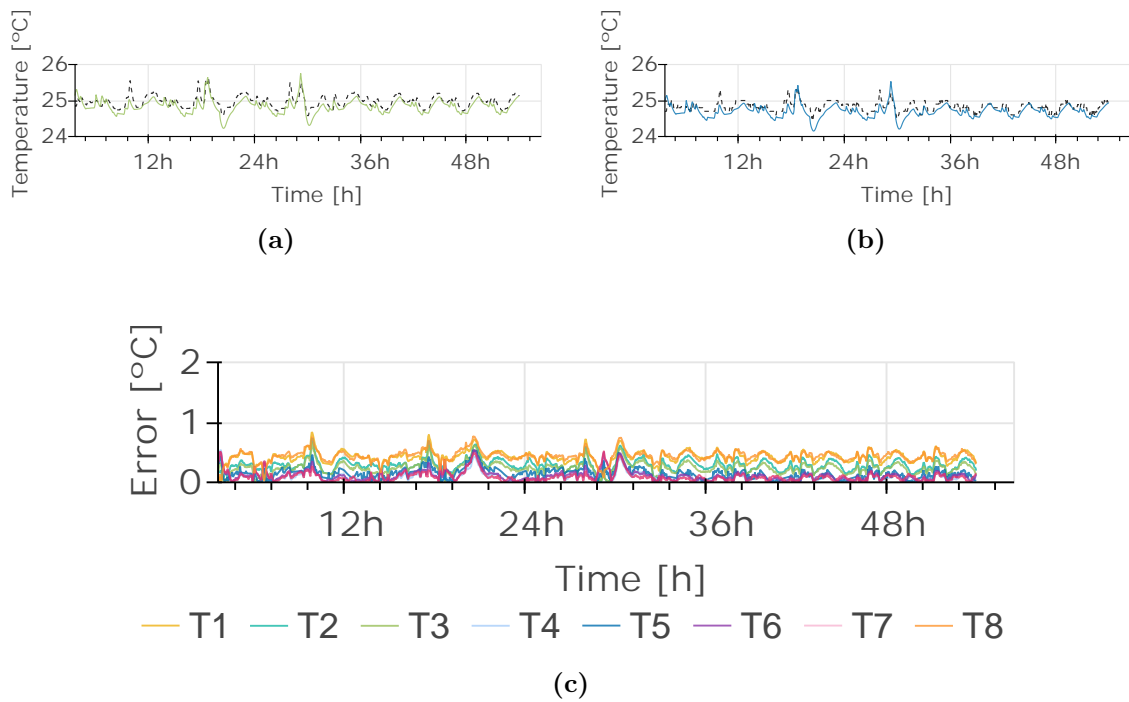 Temperature [°C]
26
25
24
12h 24h 36h 48h
Time [h]
(a)
Temperature [°C]
26
25
24
12h 24h 36h 48h
Time [h]
(b)
Error [°C]
2
1
0
12h 24h 36h 48h
Time [h]
T1 T2 T3 T4 T5 T6 T7 T8
(c)